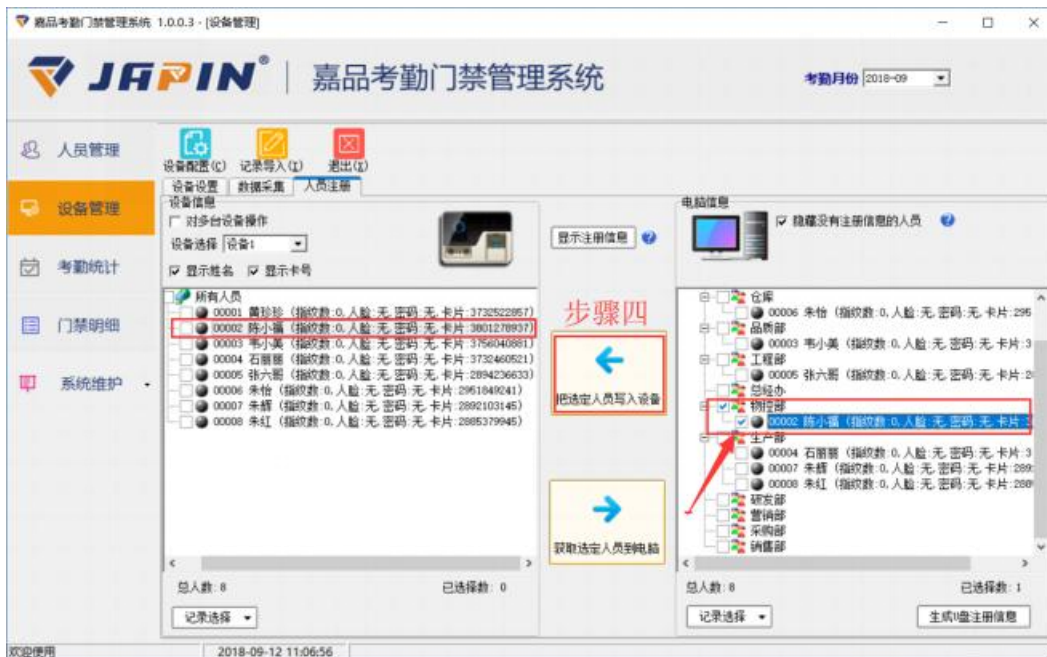 嘉品考勤门禁管理系统 1.0.0.3 - [设备管理]
JAPIN® 嘉品考勤门禁管理系统
考勤月份 2018-09
人员管理
设备管理
考勤统计
门禁明细
系统维护
设备配置(C) 记录导入(I) 退出(X)
设备设置 数据采集 人员注册
设备信息
对多台设备操作
设备选择 设备1
显示姓名 显示卡号
所有人员
00001 黄珍珍 (指纹数:0,人脸:无,密码:无,卡片:3732522857)
00002 陈小福 (指纹数:0,人脸:无,密码:无,卡片:3801278937)
00003 韦小美 (指纹数:0,人脸:无,密码:无,卡片:3756040881)
00004 石丽丽 (指纹数:0,人脸:无,密码:无,卡片:3732460521)
00005 张六哥 (指纹数:0,人脸:无,密码:无,卡片:2894236633)
00006 朱怡 (指纹数:0,人脸:无,密码:无,卡片:2951849241)
00007 朱辉 (指纹数:0,人脸:无,密码:无,卡片:2892103145)
00008 朱红 (指纹数:0,人脸:无,密码:无,卡片:2885379945)
总人数: 8 已选择数: 0
记录选择
显示注册信息
步骤四
把选定人员写入设备
获取选定人员到电脑
电脑信息
隐藏没有注册信息的人员
仓库
00006 朱怡 (指纹数:0,人脸:无,密码:无,卡片:295
品质部
00003 韦小美 (指纹数:0,人脸:无,密码:无,卡片:3
工程部
00005 张六哥 (指纹数:0,人脸:无,密码:无,卡片:2
总经办
物控部
00002 陈小福 (指纹数:0,人脸:无,密码:无,卡片:
生产部
00004 石丽丽 (指纹数:0,人脸:无,密码:无,卡片:3
00007 朱辉 (指纹数:0,人脸:无,密码:无,卡片:289
00008 朱红 (指纹数:0,人脸:无,密码:无,卡片:288
研发部
营销部
采购部
销售部
总人数: 8 已选择数: 1
记录选择 生成U盘注册信息
欢迎使用 2018-09-12 11:06:56